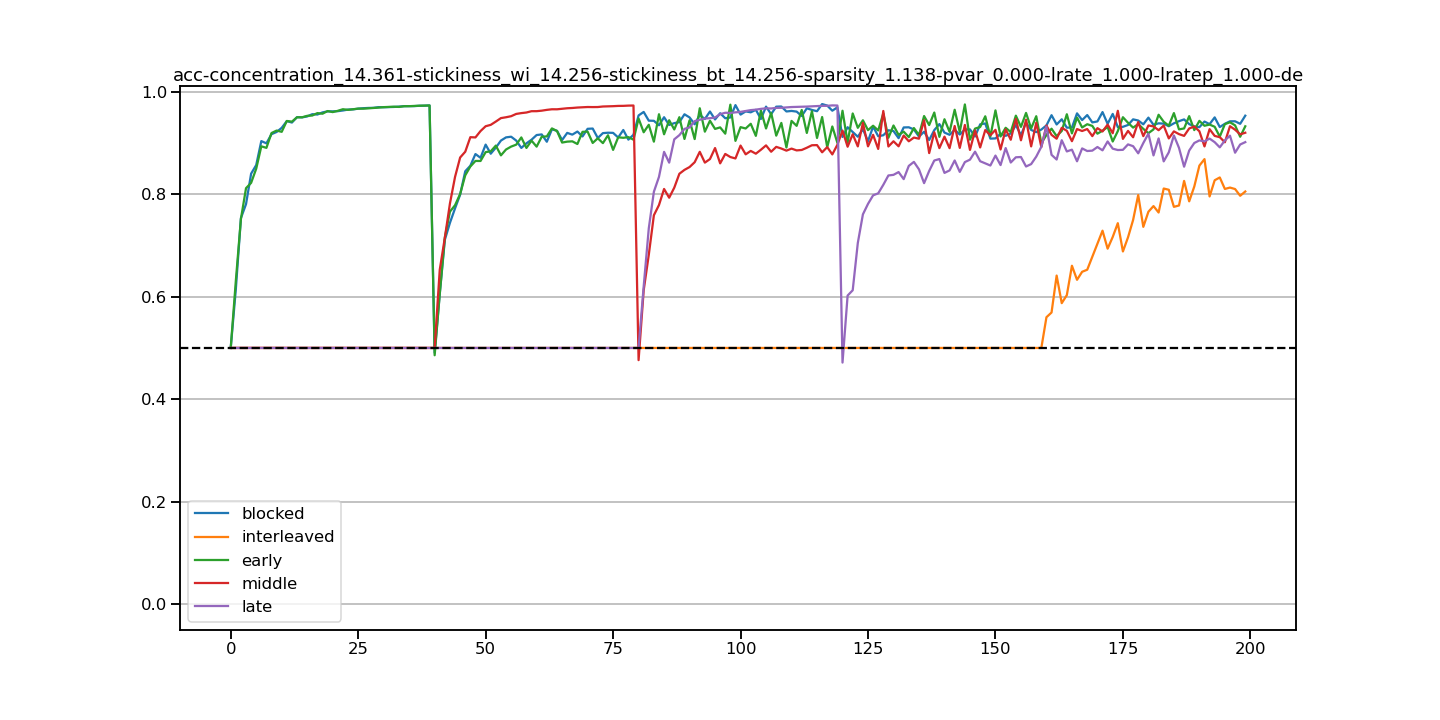 acc-concentration_14.361-stickiness_wi_14.256-stickiness_bt_14.256-sparsity_1.138-pvar_0.000-lrate_1.000-lratep_1.000-de
1.0
0.8
0.6
0.4
0.2
0.0
blocked
interleaved
early
middle
late
0 25 50 75 100 125 150 175 200